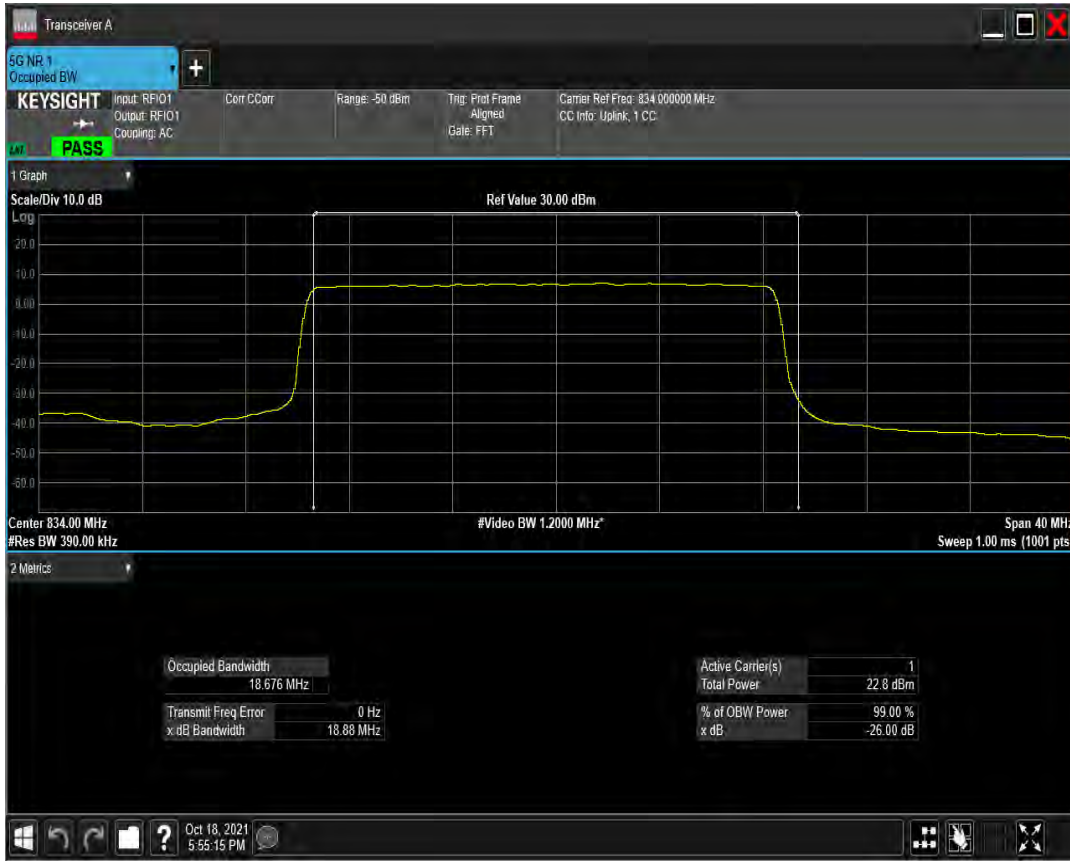 Transceiver A
5G NR 1
Occupied BW
+
KEYSIGHT
Input: RFIO1
Output: RFIO1
Coupling: AC
Corr CCorr
Range: -50 dBm
Trig: Prot Frame
Aligned
Gate: FFT
Carrier Ref Freq: 834.000000 MHz
CC Info: Uplink, 1 CC
PASS
1 Graph
Scale/Div 10.0 dB
Ref Value 30.00 dBm
Log
20.0
10.0
0.00
-10.0
-20.0
-30.0
-40.0
-50.0
-60.0
Center 834.00 MHz
#Video BW 1.2000 MHz*
Span 40 MHz
#Res BW 390.00 kHz
Sweep 1.00 ms (1001 pts
2 Metrics
Occupied Bandwidth
18.676 MHz
Transmit Freq Error 0 Hz
x dB Bandwidth 18.88 MHz
Active Carrier(s) 1
Total Power 22.8 dBm
% of OBW Power 99.00 %
x dB -26.00 dB
?
Oct 18, 2021
5:55:15 PM